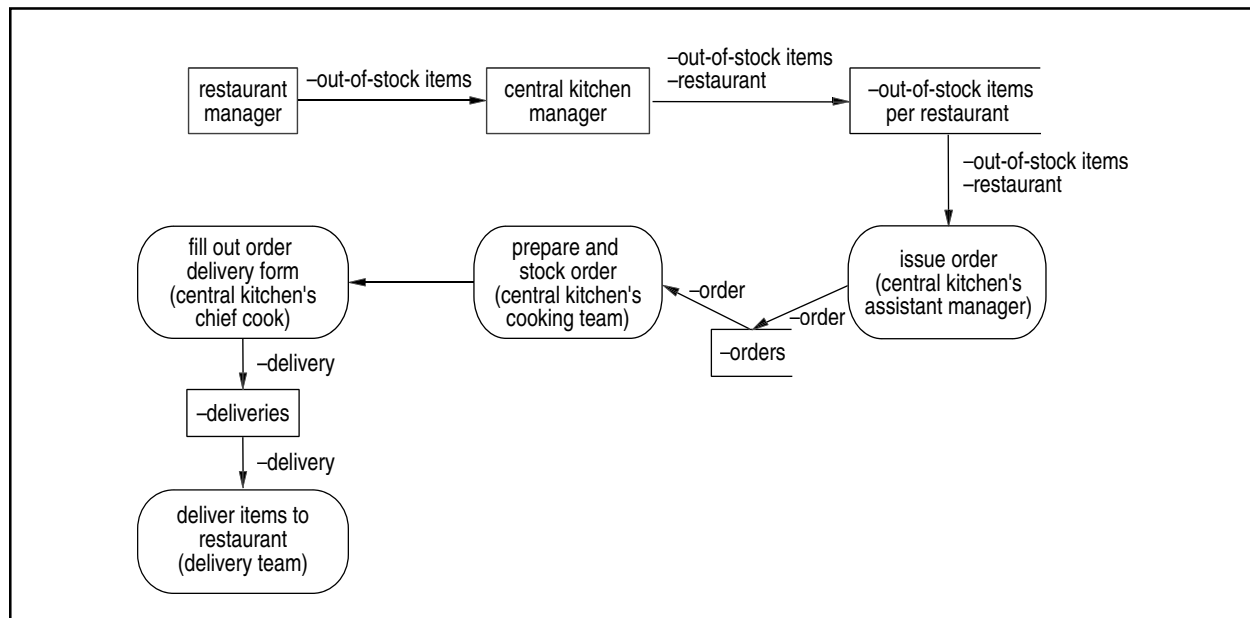 restaurant
manager
–out-of-stock items
central kitchen
manager
–out-of-stock items
–restaurant
–out-of-stock items
per restaurant
–out-of-stock items
–restaurant
issue order
(central kitchen's
assistant manager)
–order
–orders
–order
prepare and
stock order
(central kitchen's
cooking team)
fill out order
delivery form
(central kitchen's
chief cook)
–delivery
–deliveries
–delivery
deliver items to
restaurant
(delivery team)